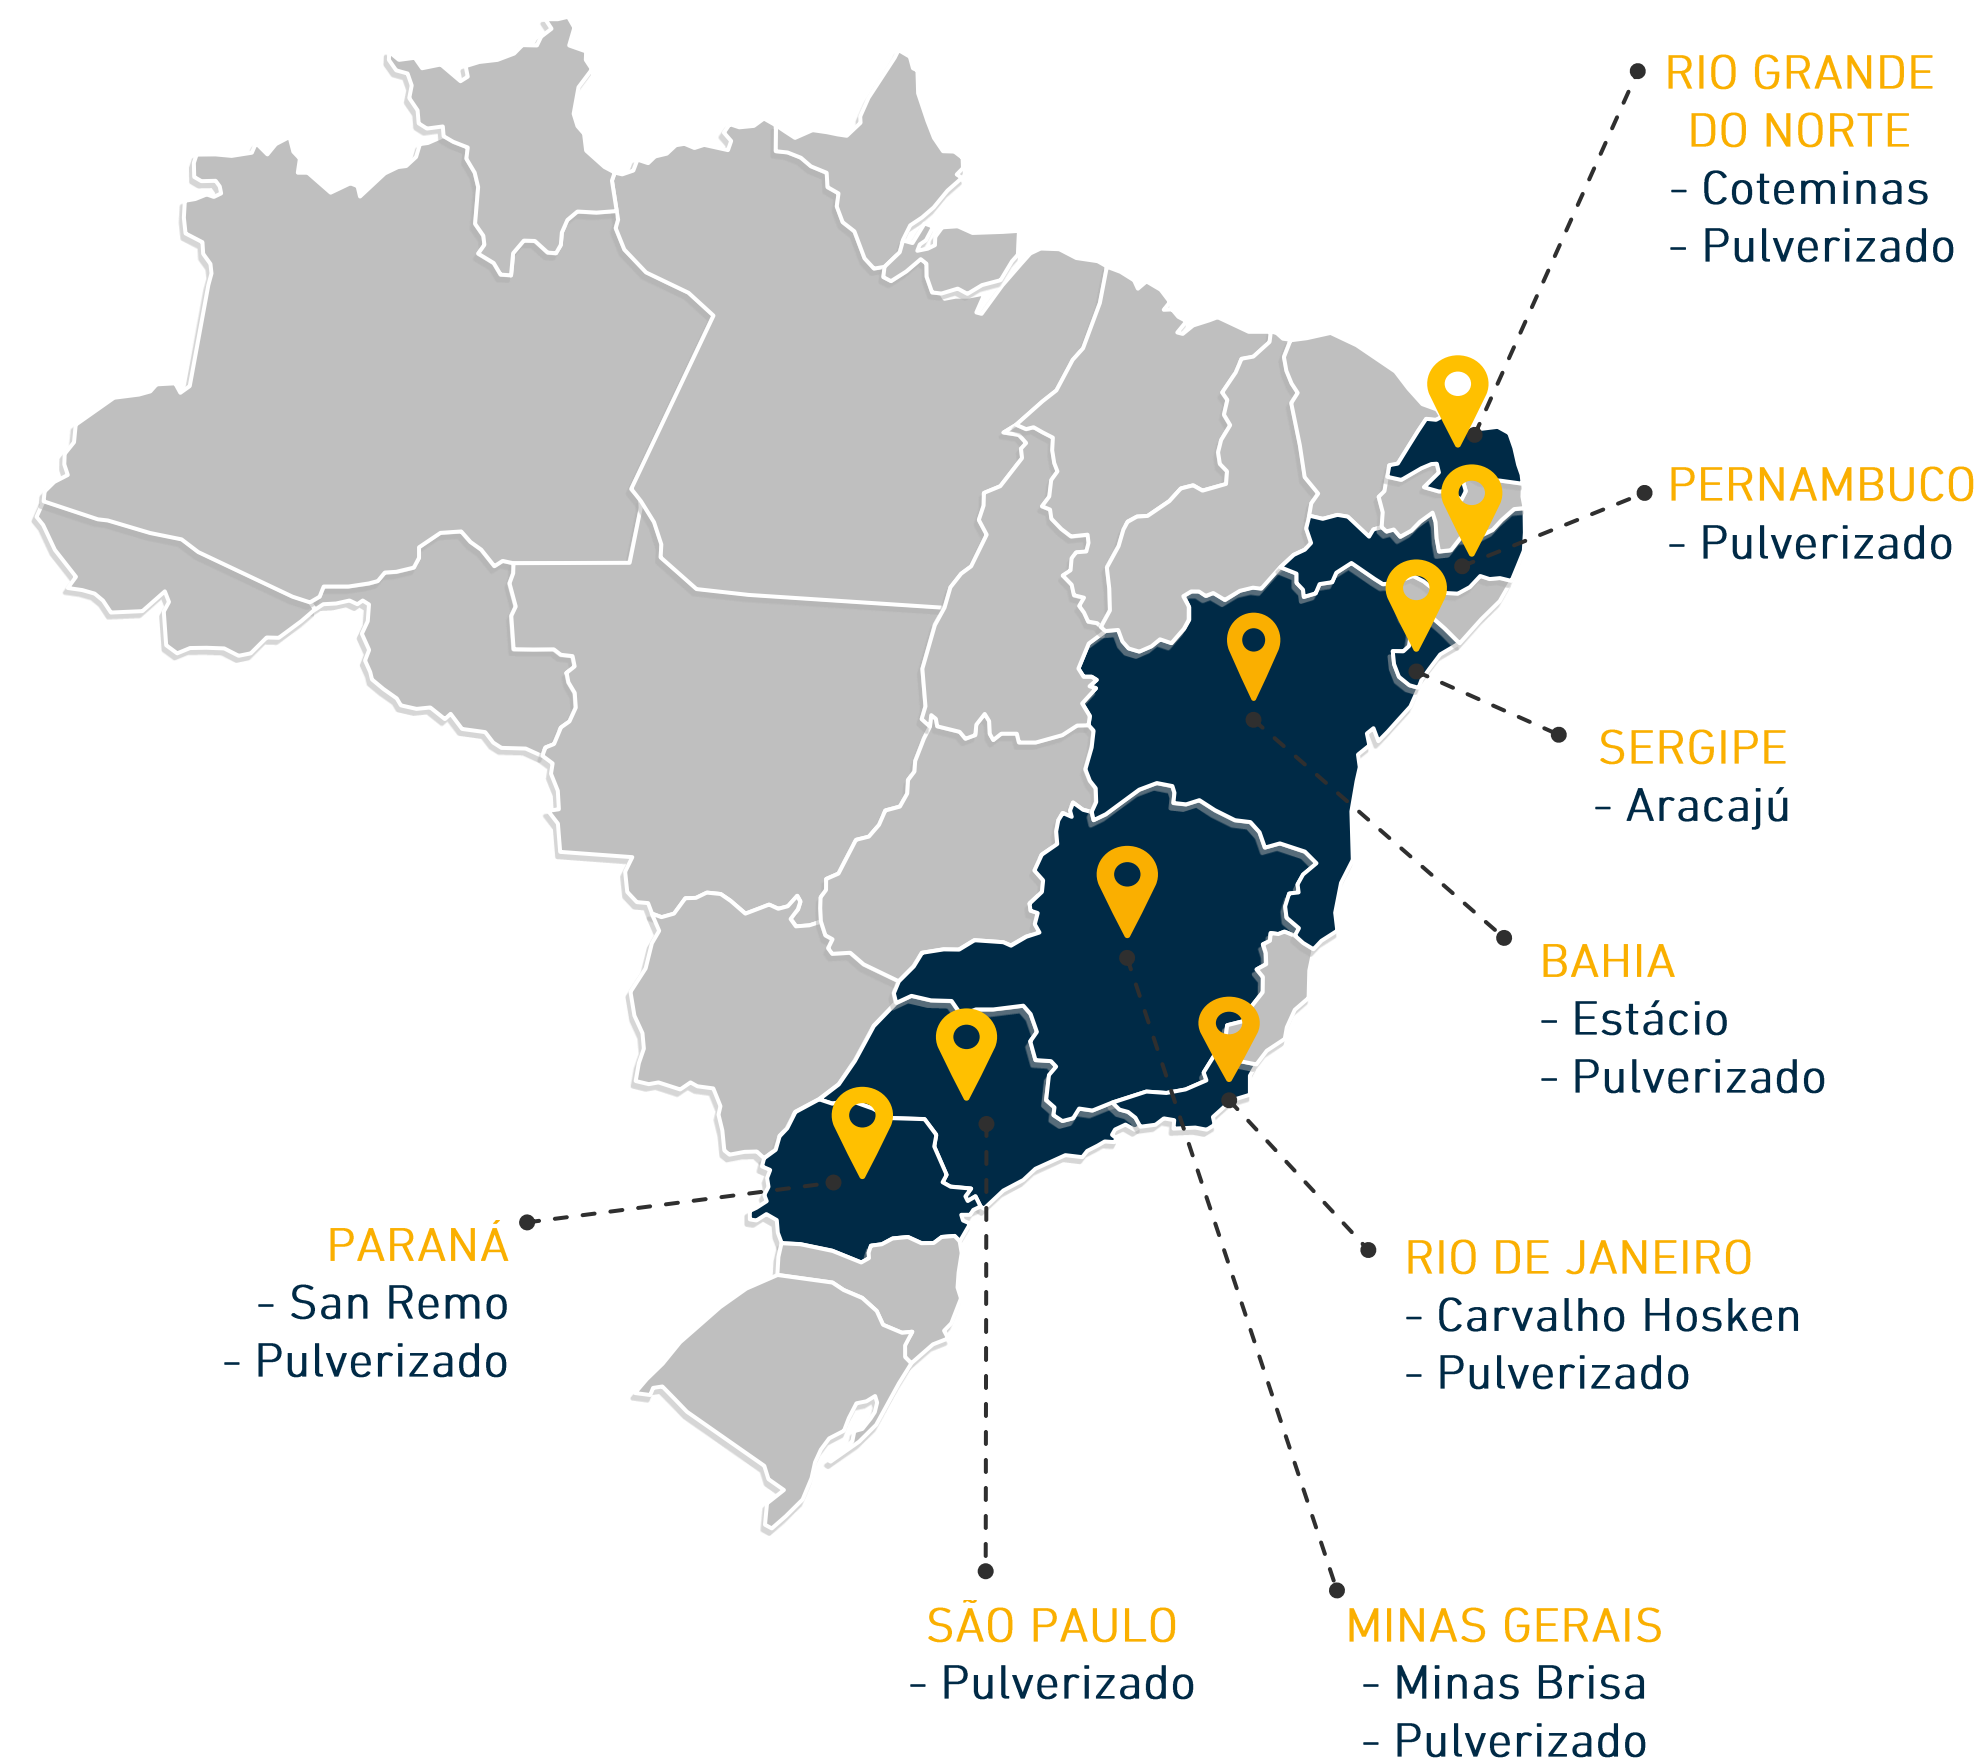 RIO GRANDE
DO NORTE
- Coteminas
- Pulverizado
PERNAMBUCO
- Pulverizado
SERGIPE
- Aracajú
BAHIA
- Estácio
- Pulverizado
PARANÁ
- San Remo
- Pulverizado
RIO DE JANEIRO
- Carvalho Hosken
- Pulverizado
SÃO PAULO
- Pulverizado
MINAS GERAIS
- Minas Brisa
- Pulverizado